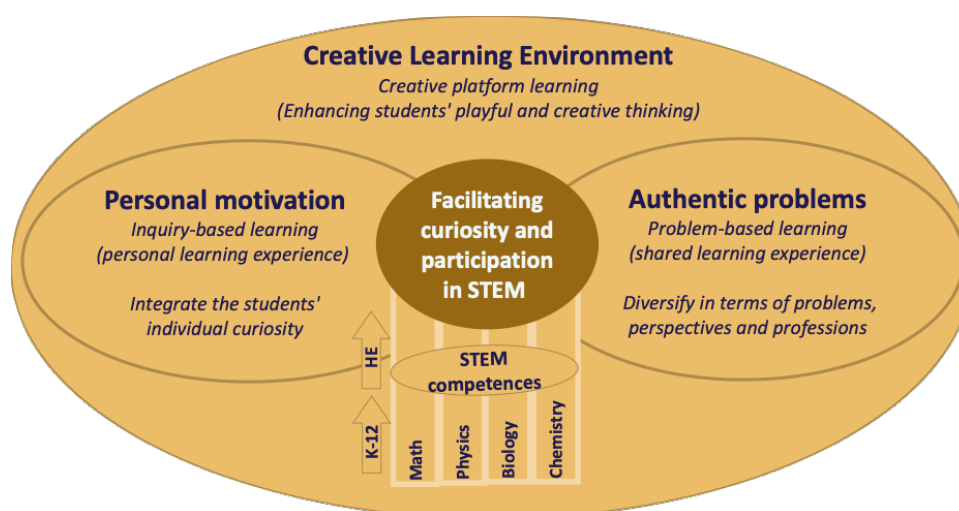 Creative Learning Environment
Creative platform learning
(Enhancing students' playful and creative thinking)
Personal motivation
Inquiry-based learning
(personal learning experience)
Integrate the students'
individual curiosity
Facilitating
curiosity and
participation
in STEM
Authentic problems
Problem-based learning
(shared learning experience)
Diversify in terms of problems,
perspectives and professions
HE
K-12
STEM
competences
Math
Physics
Biology
Chemistry